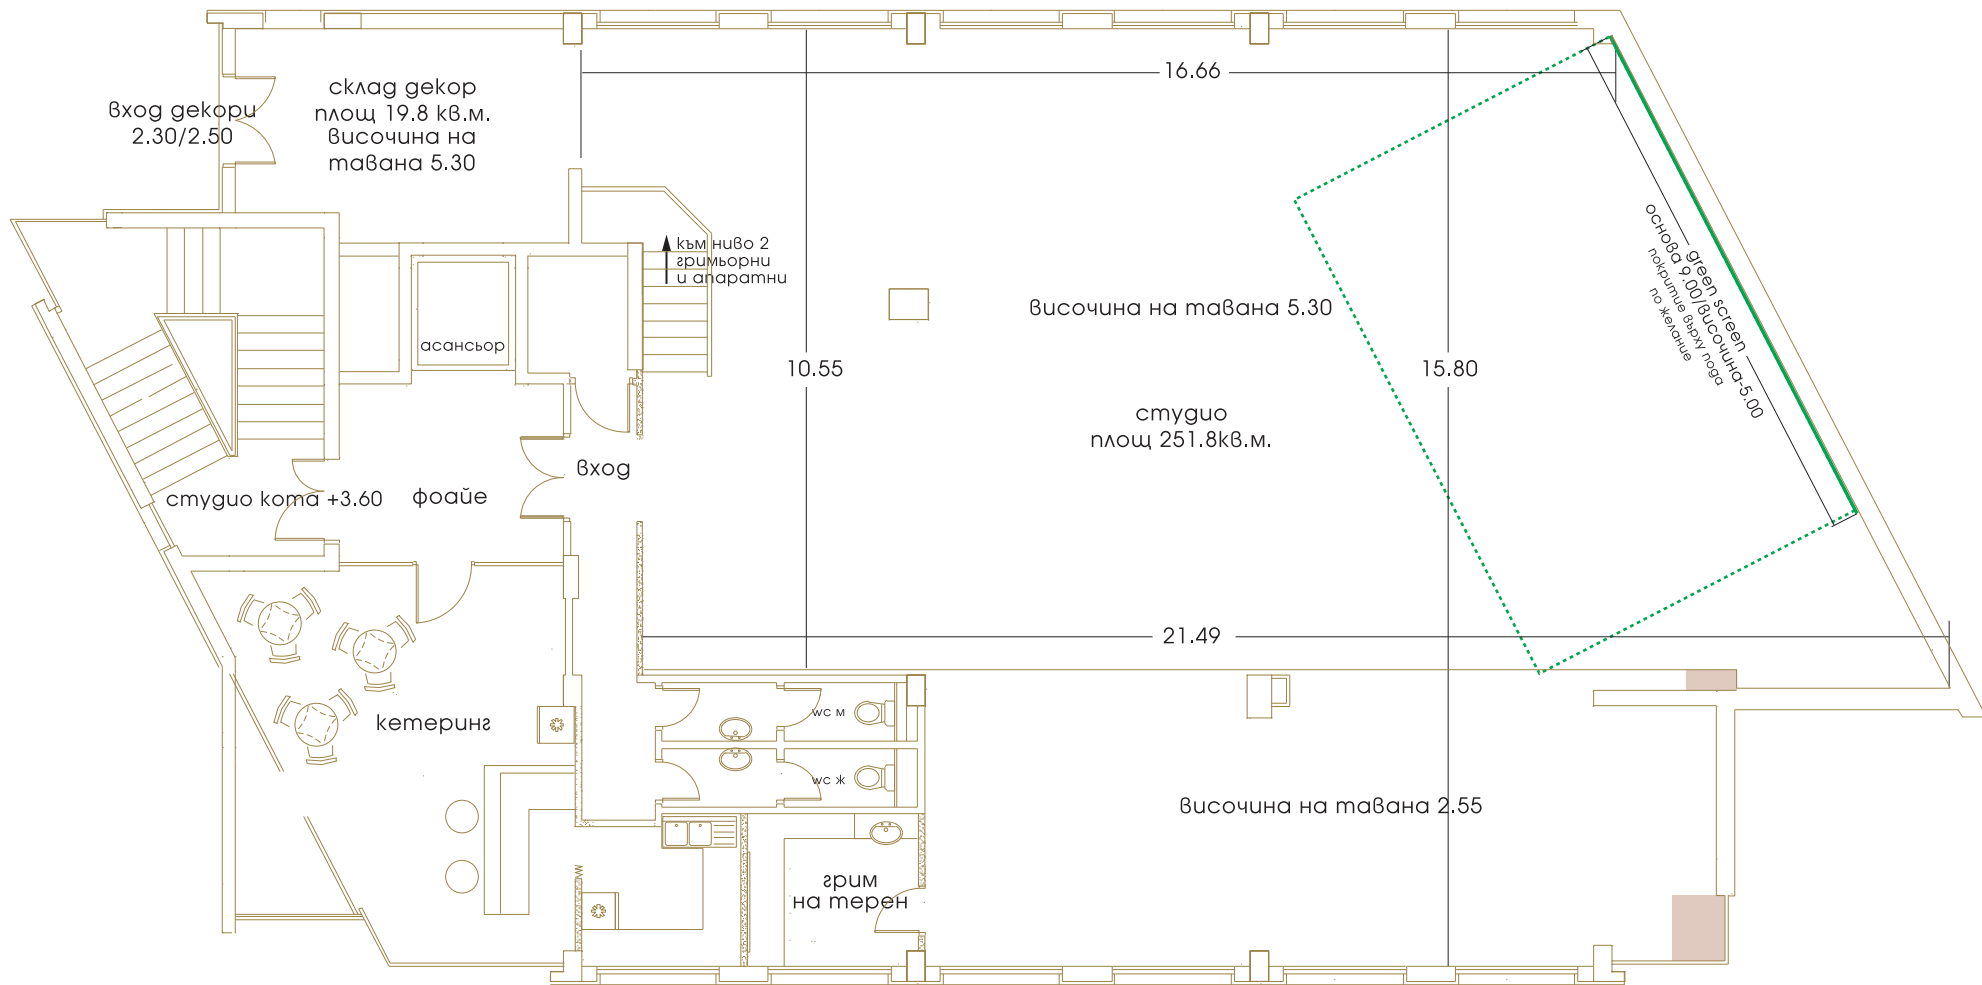 16.66
склад декор
площ 19.8 кв.м.
височина на
тавана 5.30
вход декори
2.30/2.50
към ниво 2
гримьорни
и апаратни
green screen
основа 9.00/височина-5.00
покритие върху пода
по желание
височина на тавана 5.30
асансьор
10.55
15.80
студио
площ 251.8кв.м.
вход
студио кота +3.60
фоайе
21.49
кетеринг
wc м
wc ж
височина на тавана 2.55
грим
на терен